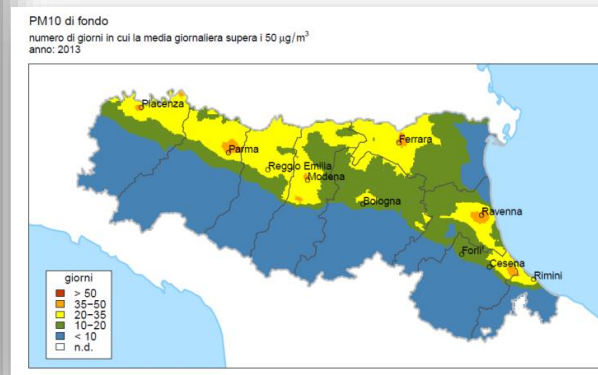 PM10 di fondo
numero di giorni in cui la media giornaliera supera i 50 µg/m³
anno: 2013
Piacenza
Parma
Ferrara
Reggio Emilia
Modena
Bologna
Ravenna
Forli'
Cesena
Rimini
giorni
> 50
35−50
20−35
10−20
< 10
n.d.